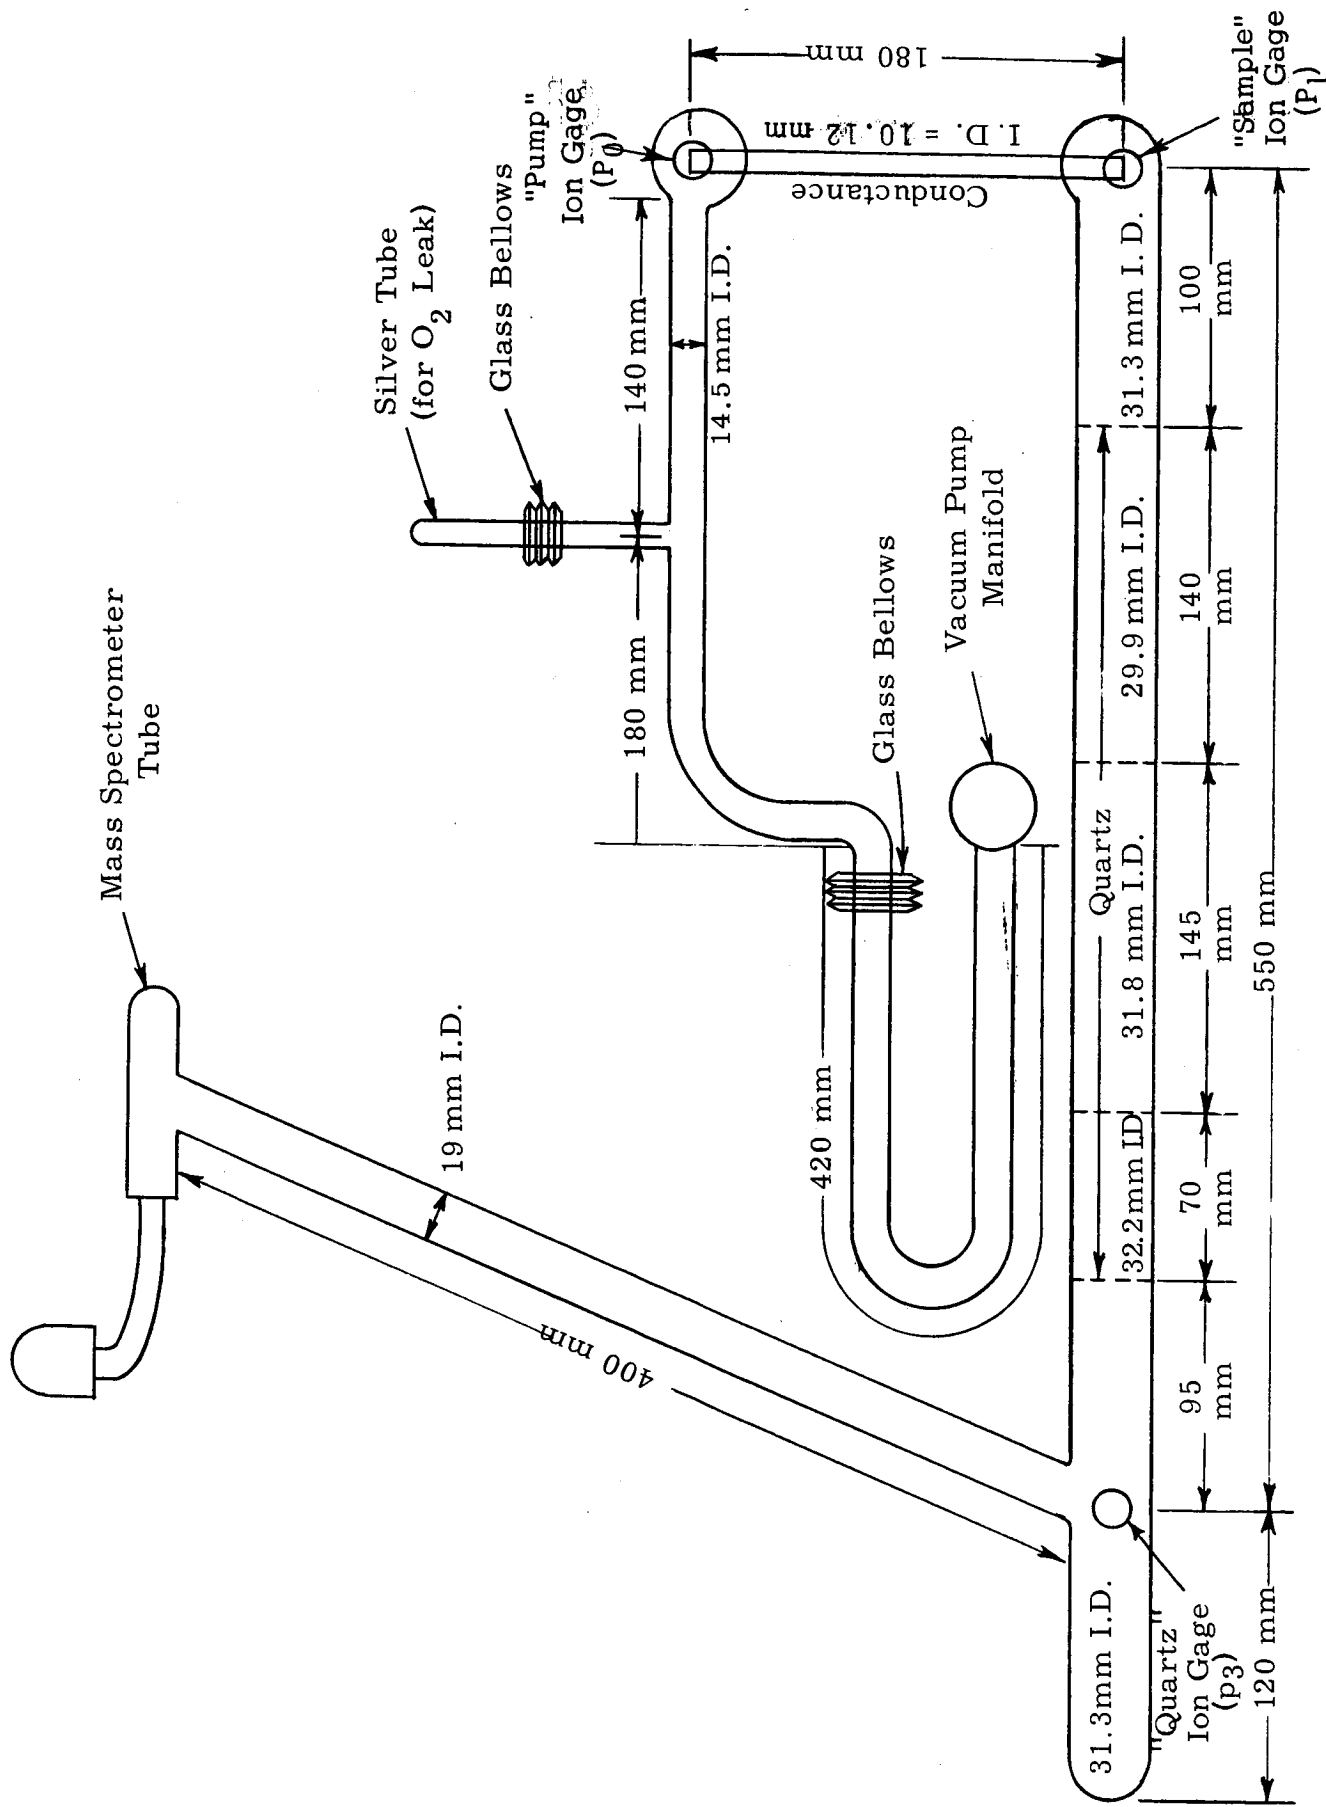 Mass Spectrometer
Tube
Silver Tube
(for O2 Leak)
Glass Bellows
"Pump"
Ion Gage
(P0)
180 mm
I. D. = 10.12 mm
Conductance
140 mm
180 mm
14.5 mm I.D.
19 mm I.D.
400 mm
420 mm
Glass Bellows
Vacuum Pump
Manifold
Quartz
31.3mm I.D.
32.2mm ID
31.8 mm I.D.
29.9 mm I.D.
31.3 mm I. D.
95
mm
70
mm
145
mm
140
mm
100
mm
550 mm
120 mm
"Quartz"
Ion Gage
(p3)
"Sample"
Ion Gage
(P1)